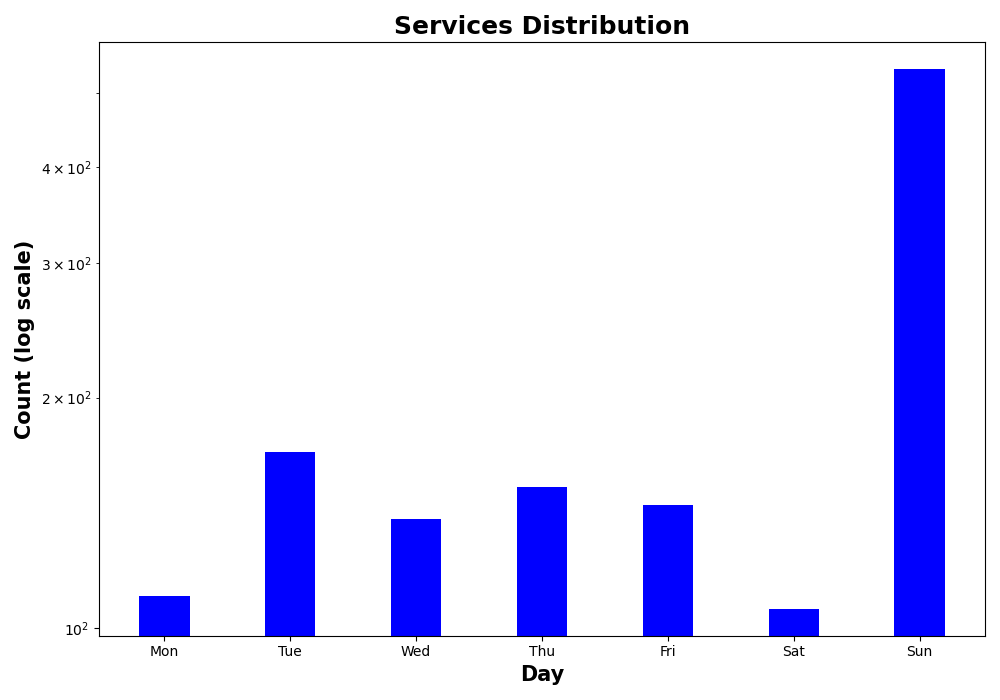 Services Distribution
Count (log scale)
4 × 10²
3 × 10²
2 × 10²
10²
Mon Tue Wed Thu Fri Sat Sun
Day